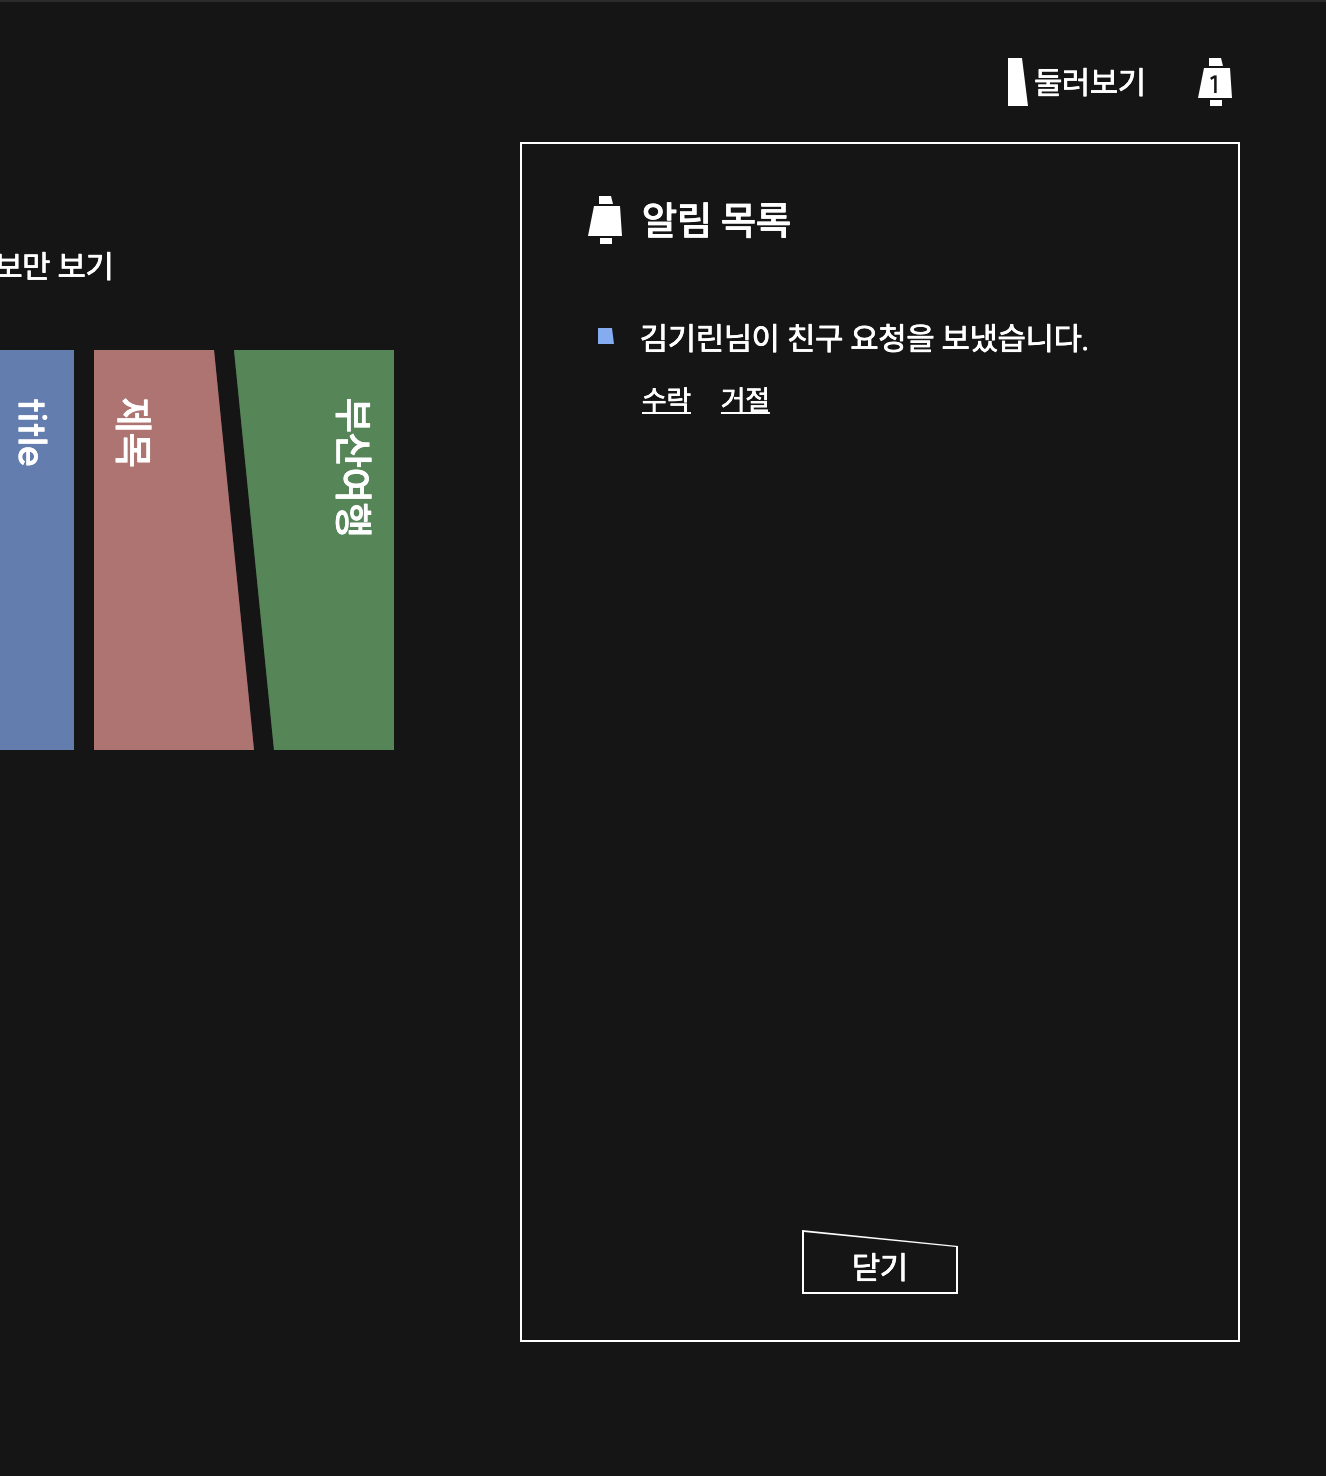 둘러보기
1
알림 목록
보만 보기
김기린님이 친구 요청을 보냈습니다.
수락 거절
title
제목
부산여행
닫기